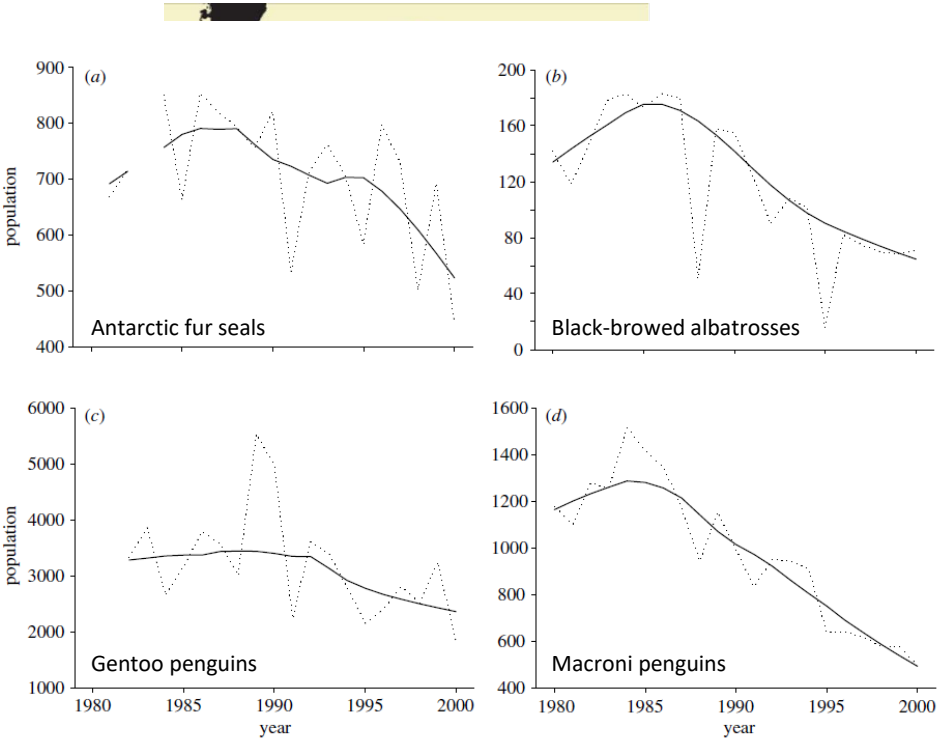 (a)
900
800
700
600
500
400
population
Antarctic fur seals
(b)
200
160
120
80
40
0
Black-browed albatrosses
(c)
6000
5000
4000
3000
2000
1000
population
Gentoo penguins
1980 1985 1990 1995 2000
year
(d)
1600
1400
1200
1000
800
600
400
Macroni penguins
1980 1985 1990 1995 2000
year